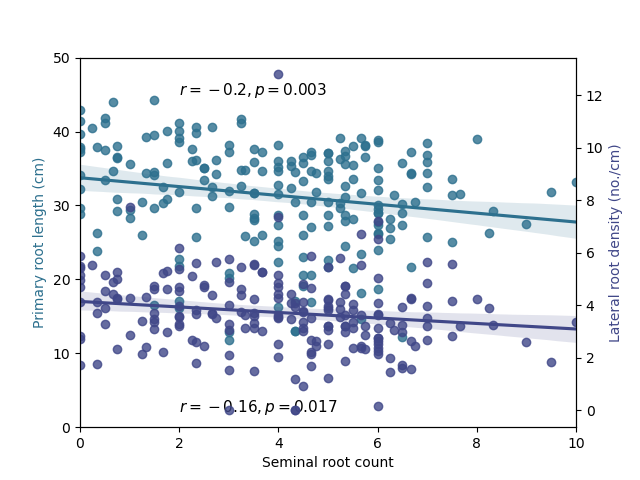 r = −0.2, p = 0.003
r = −0.16, p = 0.017
Primary root length (cm)
50
40
30
20
10
0
Lateral root density (no./cm)
12
10
8
6
4
2
0
0 2 4 6 8 10
Seminal root count